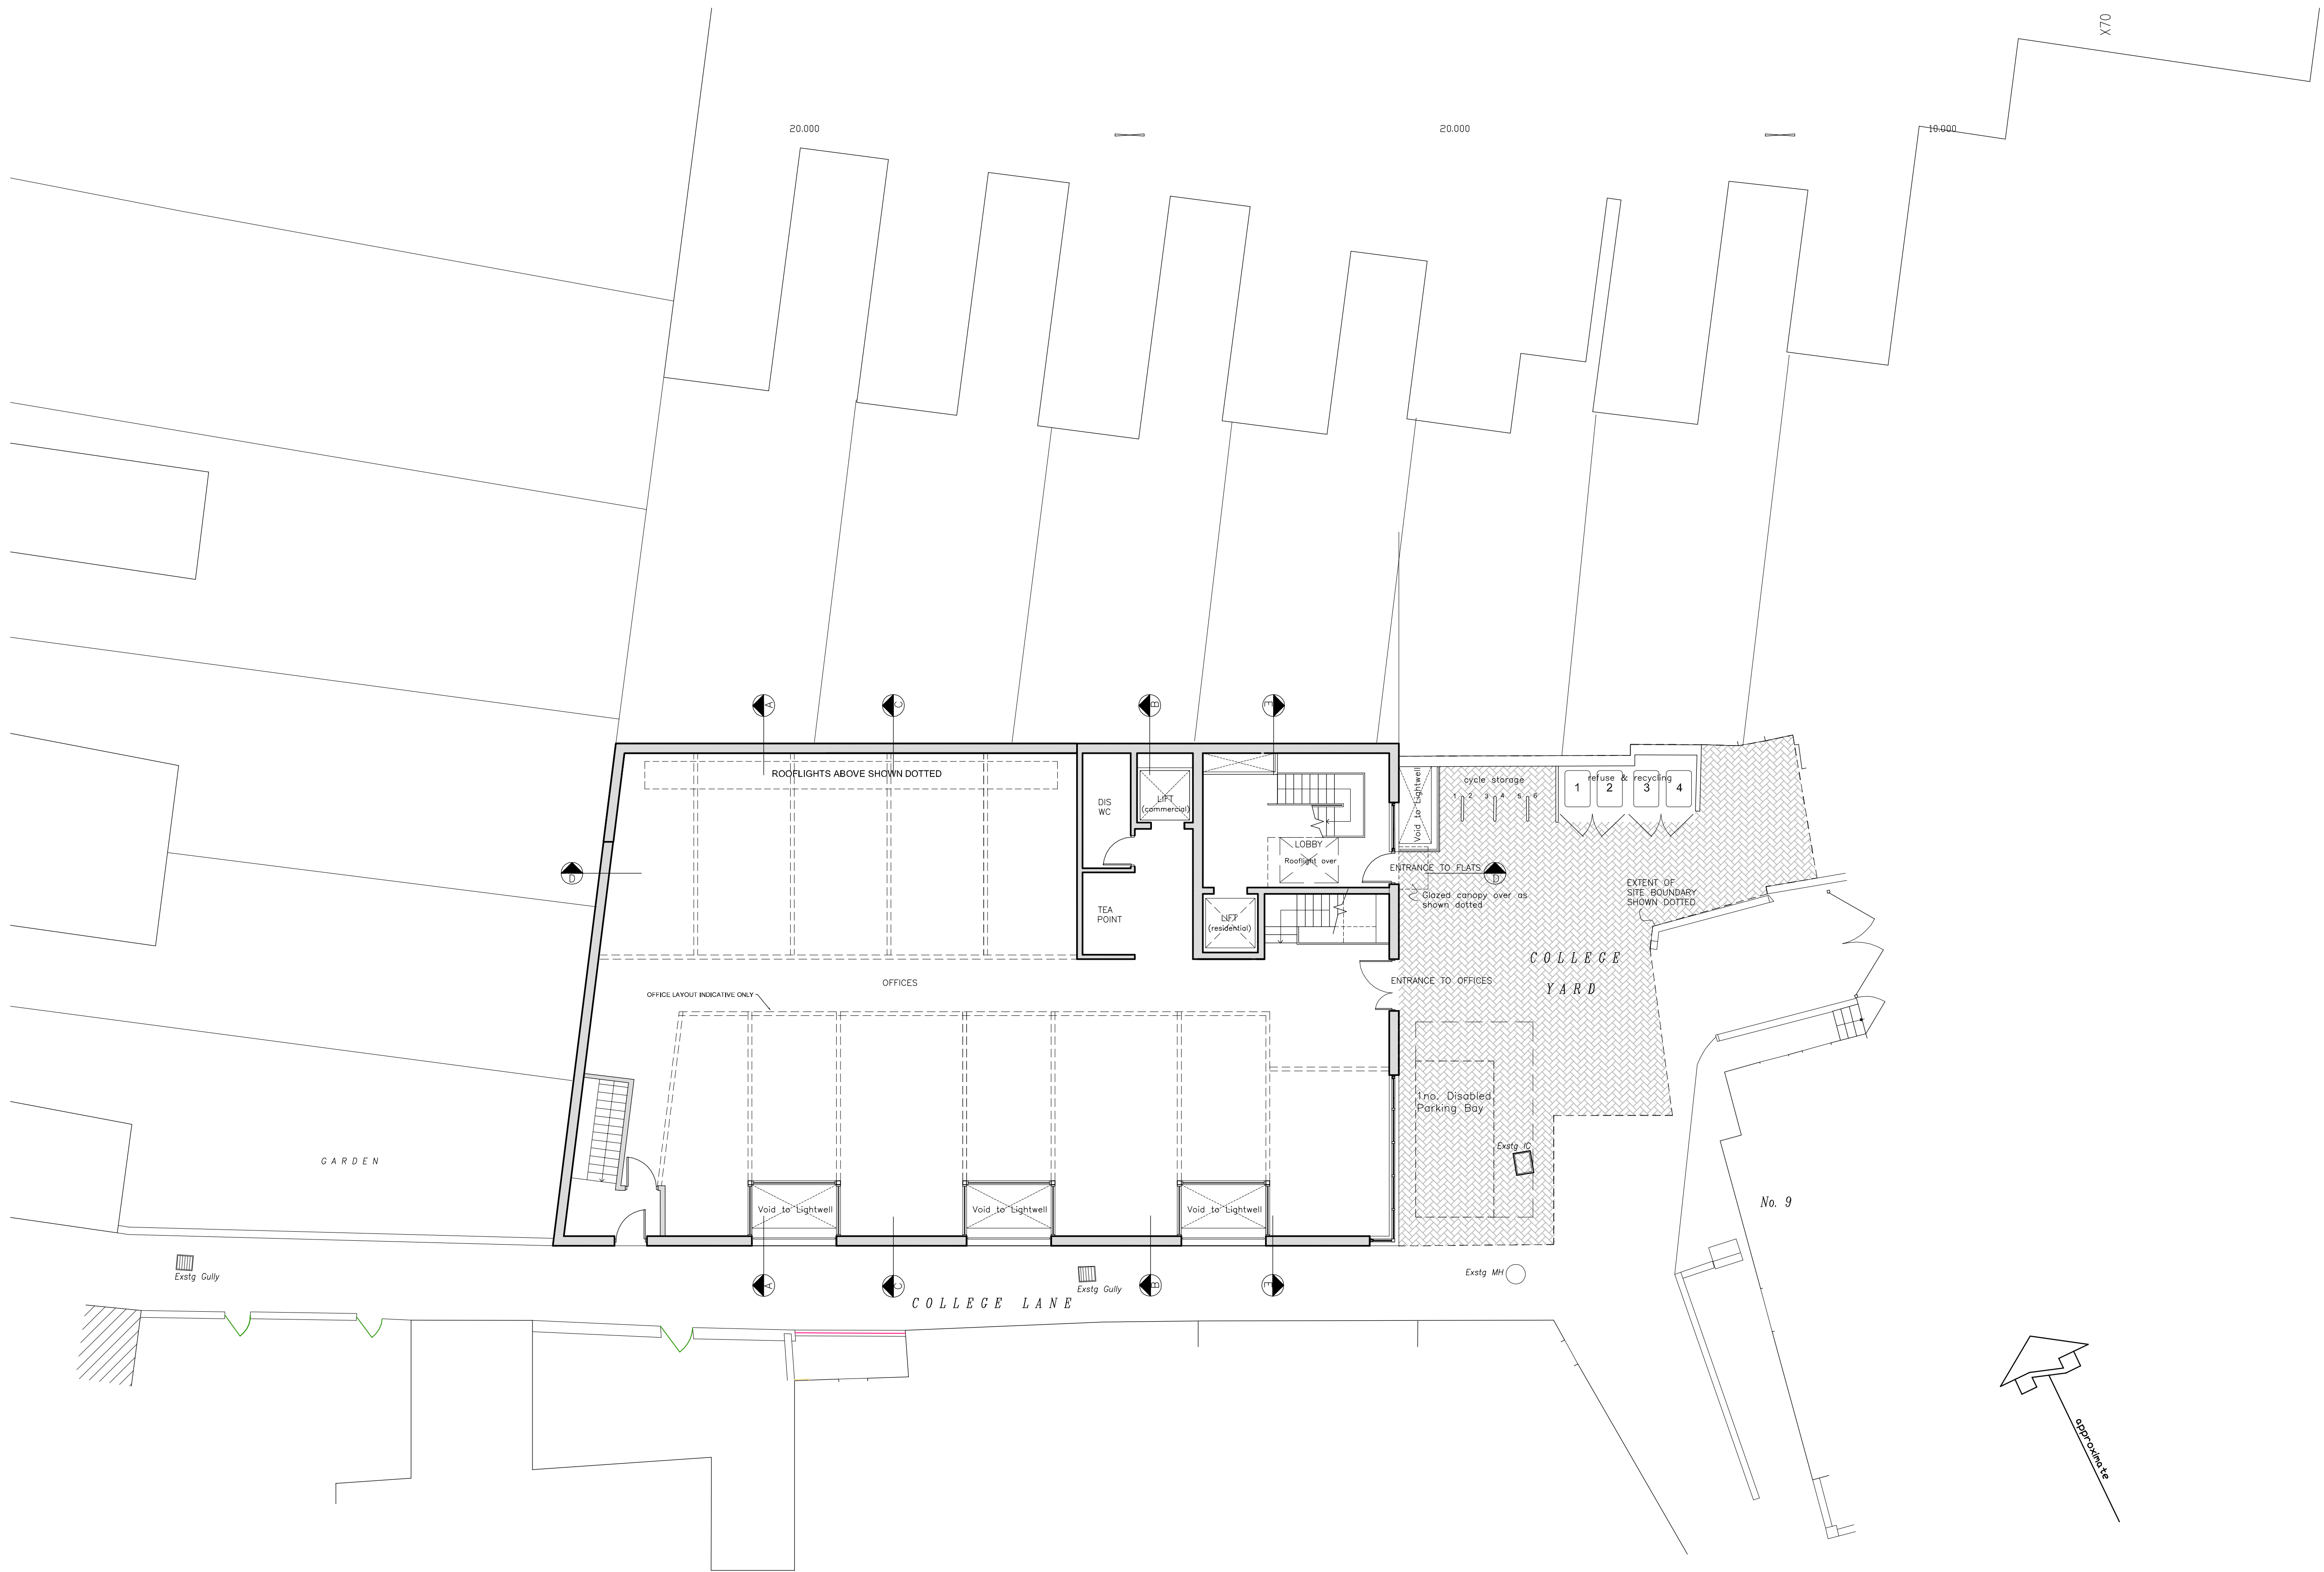 X70
20.000
20.000
10.000
A
C
B
E
ROOFLIGHTS ABOVE SHOWN DOTTED
DIS
WC
LIFT
(commercial)
Void to Lightwell
cycle storage
1 2 3 4 5 6
refuse & recycling
1 2 3 4
LOBBY
Rooflight over
ENTRANCE TO FLATS
D
D
Glazed canopy over as
shown dotted
EXTENT OF
SITE BOUNDARY
SHOWN DOTTED
TEA
POINT
LIFT
(residential)
COLLEGE
YARD
OFFICES
ENTRANCE TO OFFICES
OFFICE LAYOUT INDICATIVE ONLY
1no. Disabled
Parking Bay
Exstg IC
GARDEN
No. 9
Void to Lightwell
Void to Lightwell
Void to Lightwell
Exstg Gully
A
C
B
E
Exstg Gully
Exstg MH
COLLEGE LANE
approximate